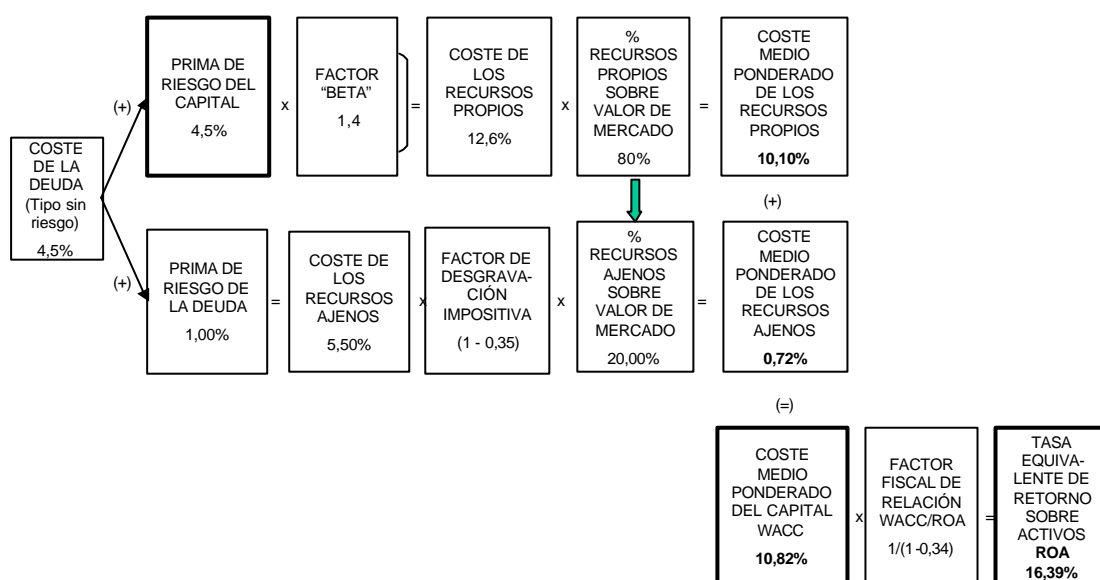 PRIMA DE
RIESGO DEL
CAPITAL
4,5%
x
FACTOR
“BETA”
1,4
=
COSTE DE
LOS
RECURSOS
PROPIOS
12,6%
x
%
RECURSOS
PROPIOS
SOBRE
VALOR DE
MERCADO
80%
=
COSTE
MEDIO
PONDERADO
DE LOS
RECURSOS
PROPIOS
10,10%
(+)
COSTE
DE LA
DEUDA
(Tipo sin
riesgo)
4,5%
(+)
(+)
PRIMA DE
RIESGO DE
LA DEUDA
1,00%
=
COSTE DE
LOS
RECURSOS
AJENOS
5,50%
x
FACTOR DE
DESGRAVA-
CIÓN
IMPOSITIVA
(1 - 0,35)
x
%
RECURSOS
AJENOS
SOBRE
VALOR DE
MERCADO
20,00%
=
COSTE
MEDIO
PONDERADO
DE LOS
RECURSOS
AJENOS
0,72%
(=)
COSTE
MEDIO
PONDERADO
DEL CAPITAL
WACC
10,82%
x
FACTOR
FISCAL DE
RELACIÓN
WACC/ROA
1/(1-0,34)
=
TASA
EQUIVA-
LENTE DE
RETORNO
SOBRE
ACTIVOS
ROA
16,39%